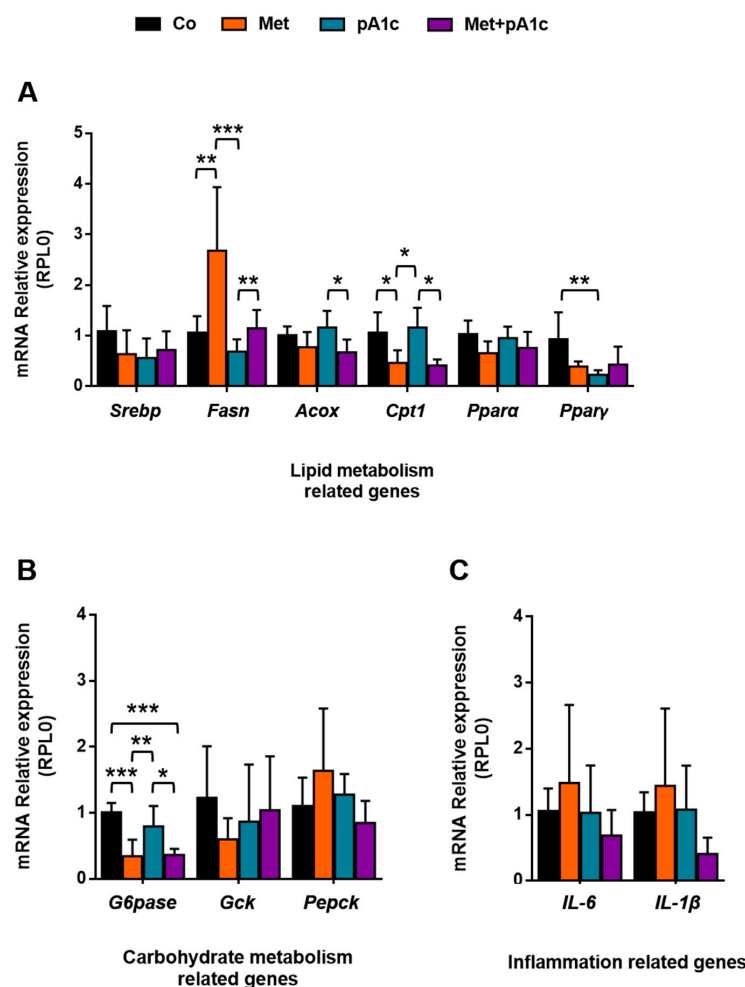 Co Met pA1c Met+pA1c
A
mRNA Relative exppression
(RPL0)
5
4
3
2
1
0
** *** ** * * * * **
Srebp Fasn Acox Cpt1 Pparα Pparγ
Lipid metabolism
related genes
B
mRNA Relative exppression
(RPL0)
4
3
2
1
0
***
**
*** *
G6pase Gck Pepck
Carbohydrate metabolism
related genes
C
mRNA Relative exppression
(RPL0)
4
3
2
1
0
IL-6 IL-1β
Inflammation related genes